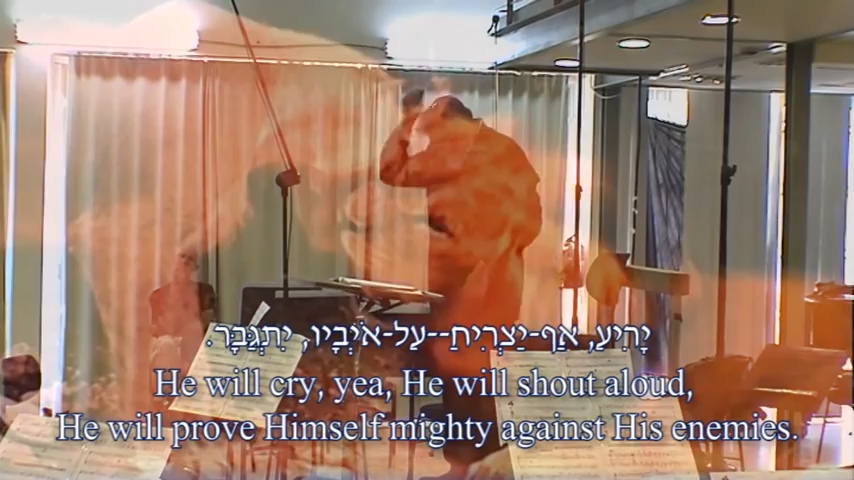 יָרִיעַ, אַף-יַצְרִיחַ--עַל-אֹיְבָיו, יִתְגַּבָּר.
He will cry, yea, He will shout aloud,
He will prove Himself mighty against His enemies.